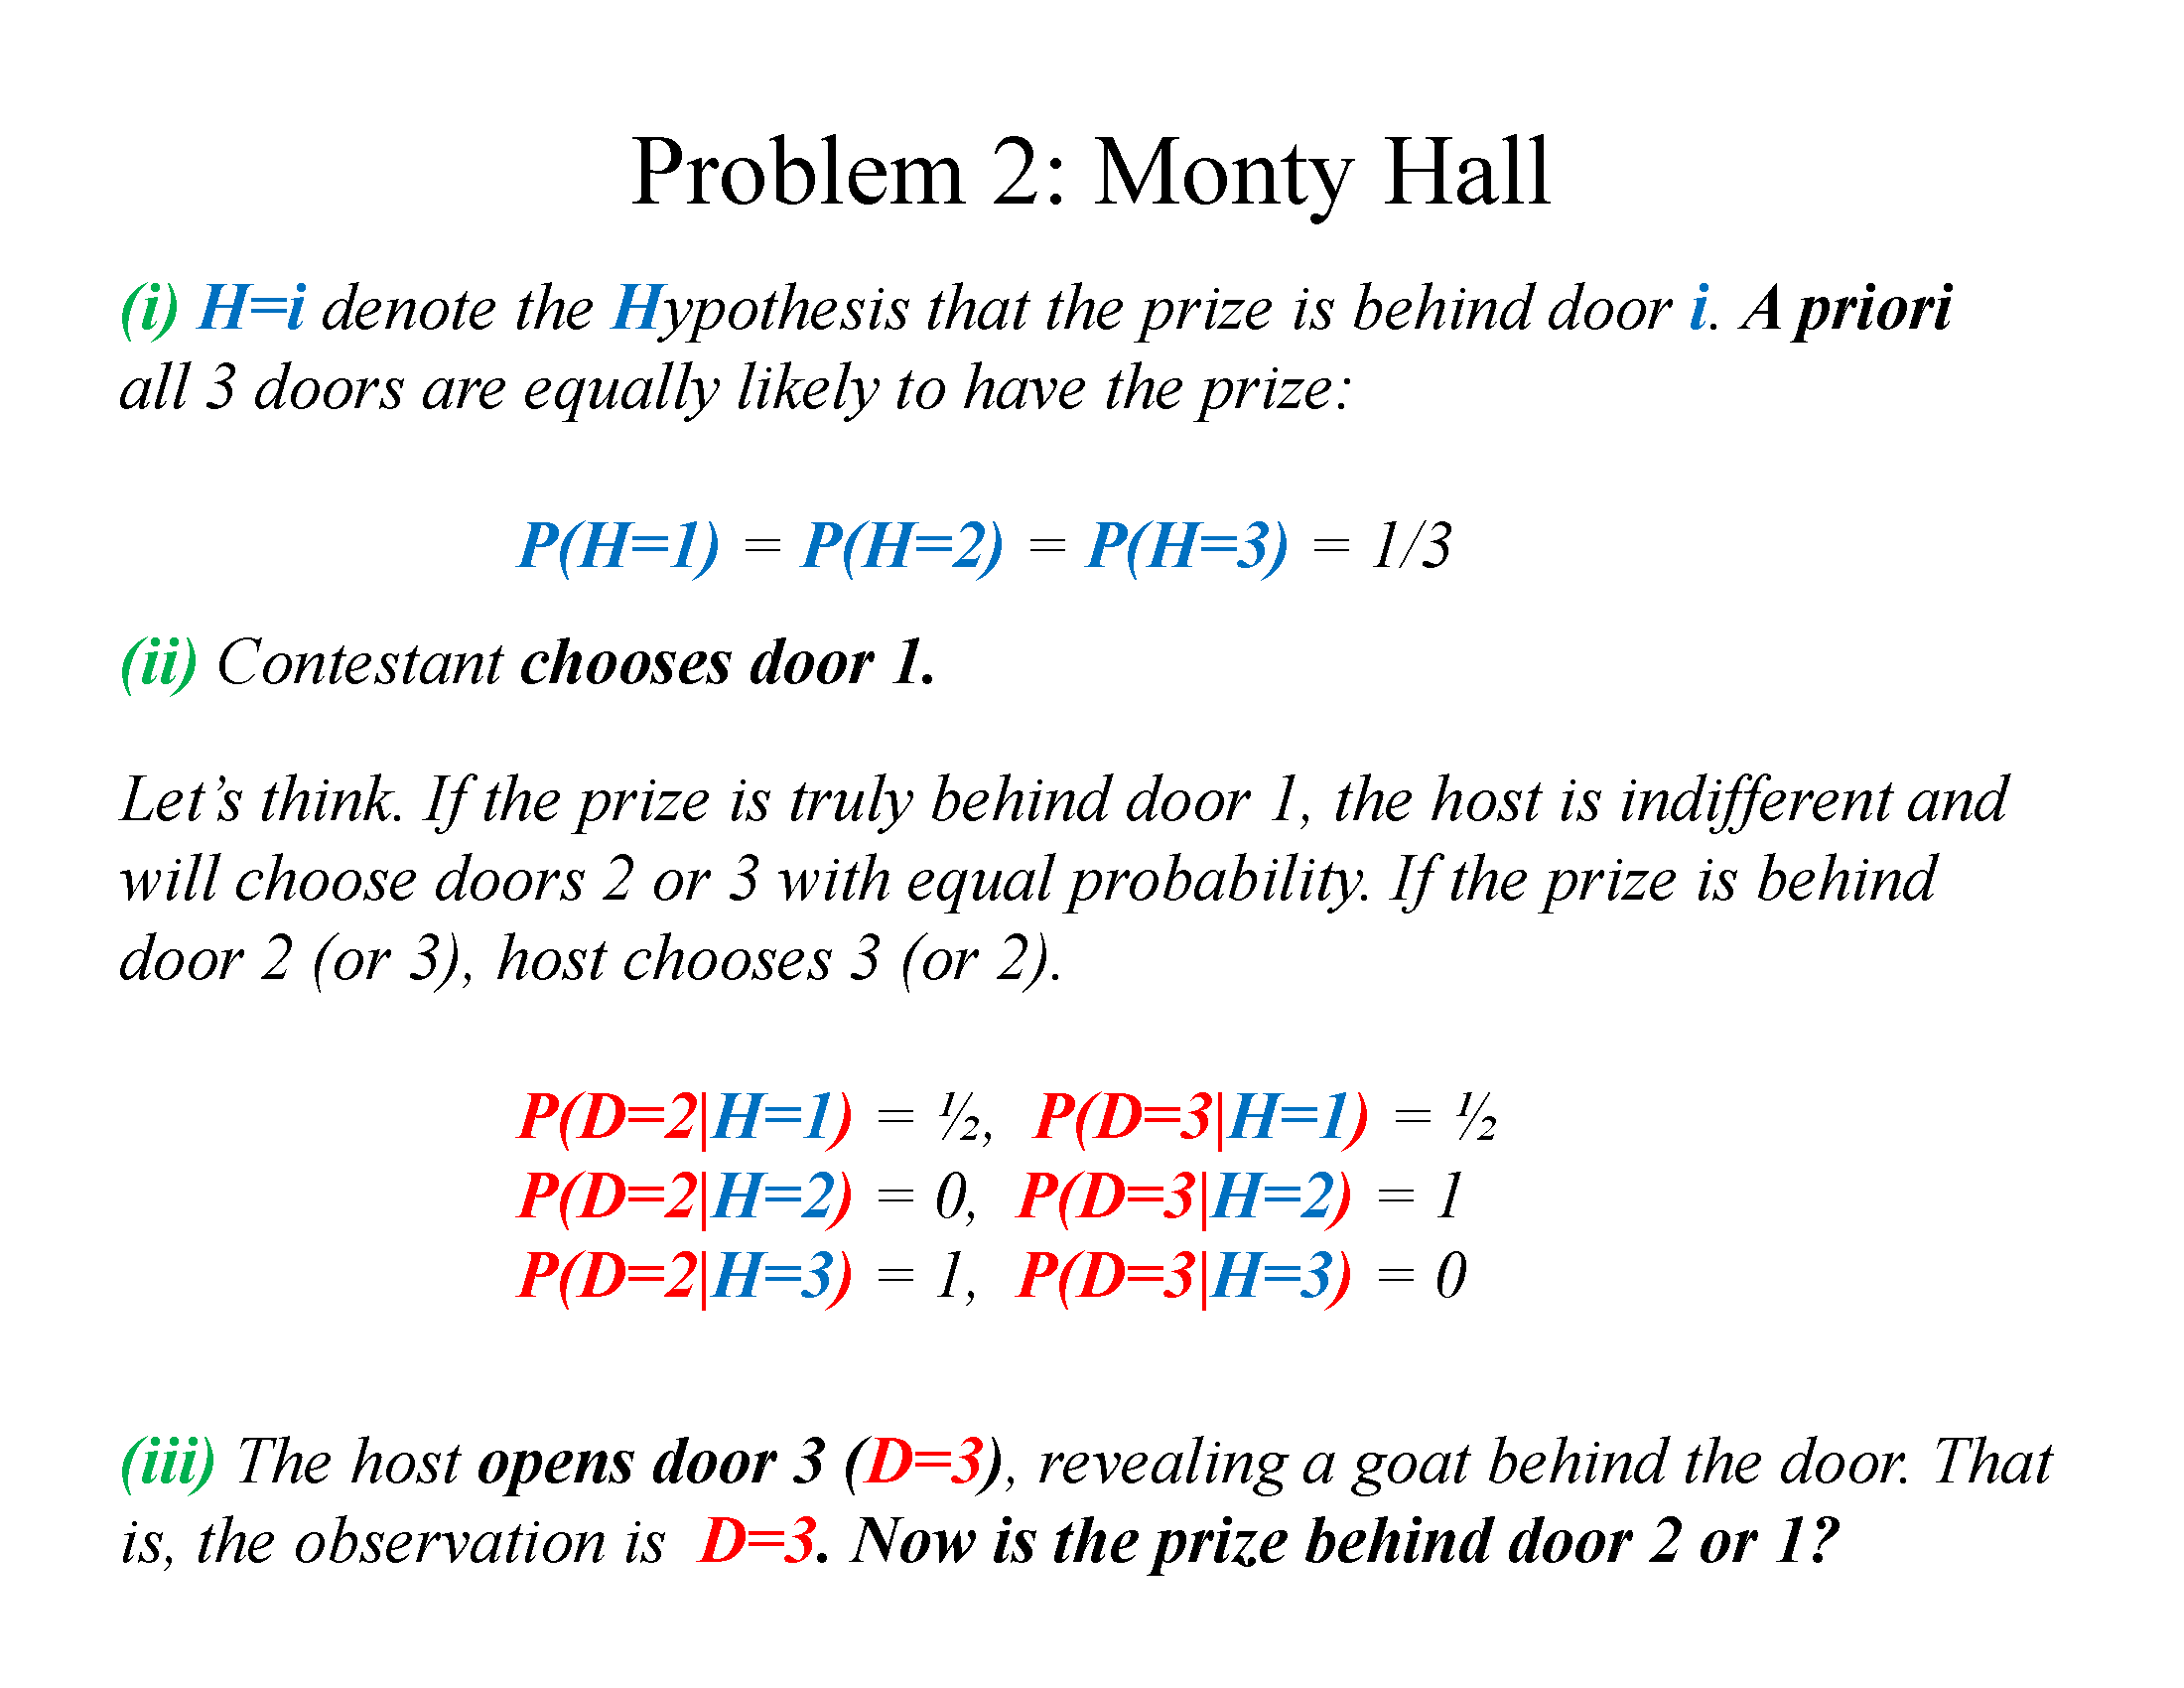 Problem 2: Monty Hall
(i) H=i denote the Hypothesis that the prize is behind door i. A priori
all 3 doors are equally likely to have the prize:
P(H=1) = P(H=2) = P(H=3) = 1/3
(ii) Contestant chooses door 1.
Let’s think. If the prize is truly behind door 1, the host is indifferent and
will choose doors 2 or 3 with equal probability. If the prize is behind
door 2 (or 3), host chooses 3 (or 2).
P(D=2|H=1) = ½, P(D=3|H=1) = ½
P(D=2|H=2) = 0, P(D=3|H=2) = 1
P(D=2|H=3) = 1, P(D=3|H=3) = 0
(iii) The host opens door 3 (D=3), revealing a goat behind the door. That
is, the observation is D=3. Now is the prize behind door 2 or 1?